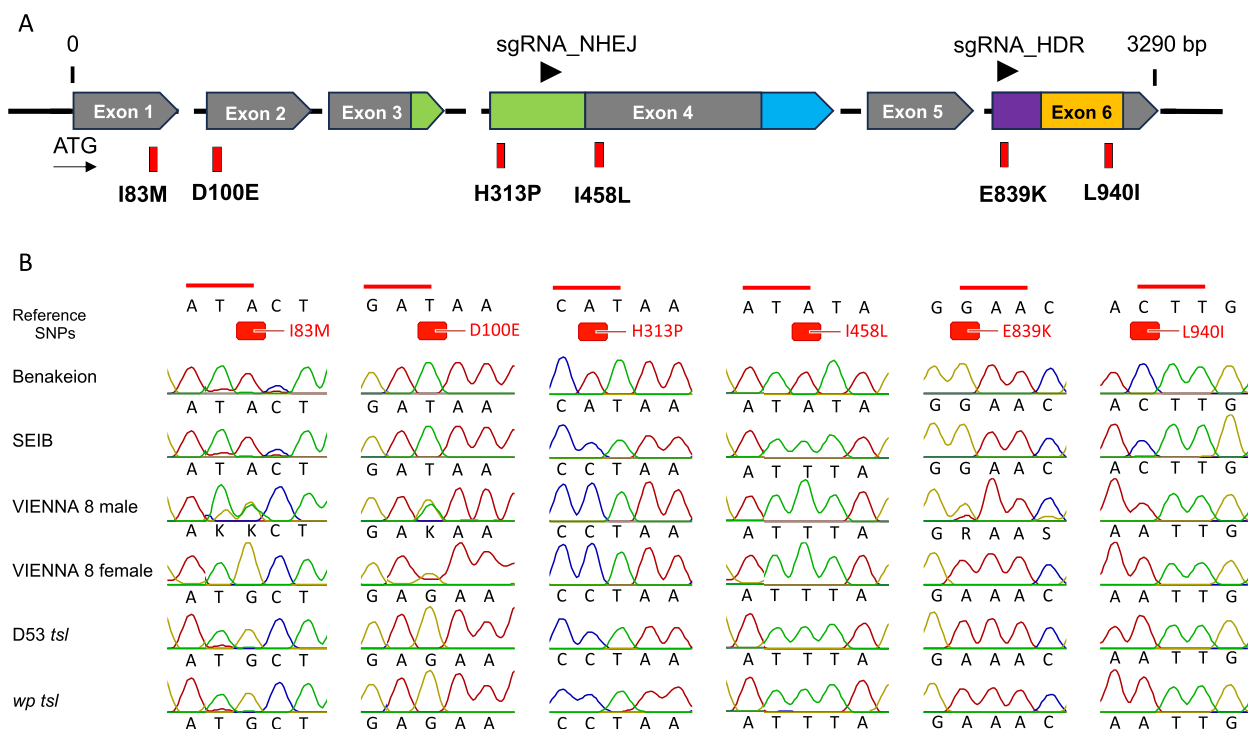 A
0
sgRNA_NHEJ
sgRNA_HDR
3290 bp
Exon 1
Exon 2
Exon 3
Exon 4
Exon 5
Exon 6
ATG
I83M
D100E
H313P
I458L
E839K
L940I
B
Reference SNPs
A T A C T
G A T A A
C A T A A
A T A T A
G G A A C
A C T T G
I83M
D100E
H313P
I458L
E839K
L940I
Benakeion
A T A C T
G A T A A
C A T A A
A T A T A
G G A A C
A C T T G
SEIB
A T A C T
G A T A A
C C T A A
A T T T A
G G A A C
A C T T G
VIENNA 8 male
A K K C T
G A K A A
C C T A A
A T T T A
G R A A S
A A T T G
VIENNA 8 female
A T G C T
G A G A A
C C T A A
A T T T A
G A A A C
A A T T G
D53 tsl
A T G C T
G A G A A
C C T A A
A T T T A
G A A A C
A A T T G
wp tsl
A T G C T
G A G A A
C C T A A
A T T T A
G A A A C
A A T T G